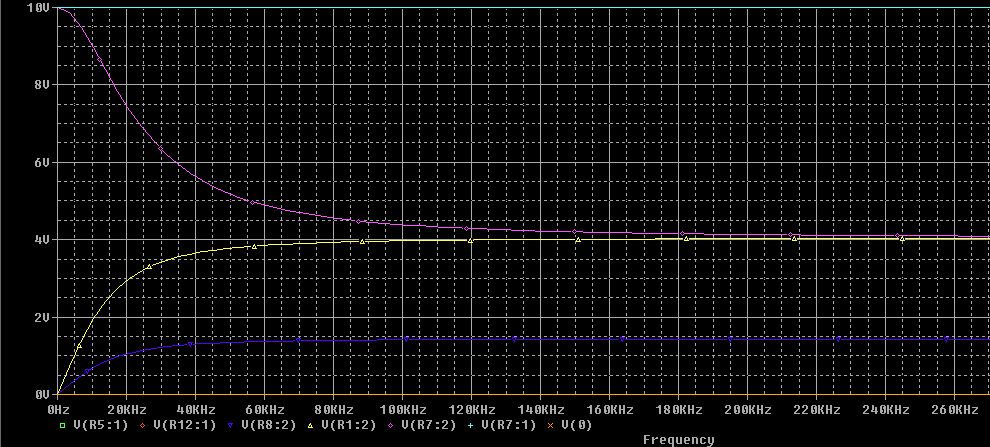 10V
8V
6V
4V
2V
0V
0Hz 20KHz 40KHz 60KHz 80KHz 100KHz 120KHz 140KHz 160KHz 180KHz 200KHz 220KHz 240KHz 260KHz
V(R5:1) V(R12:1) V(R8:2) V(R1:2) V(R7:2) V(R7:1) V(0)
Frequency